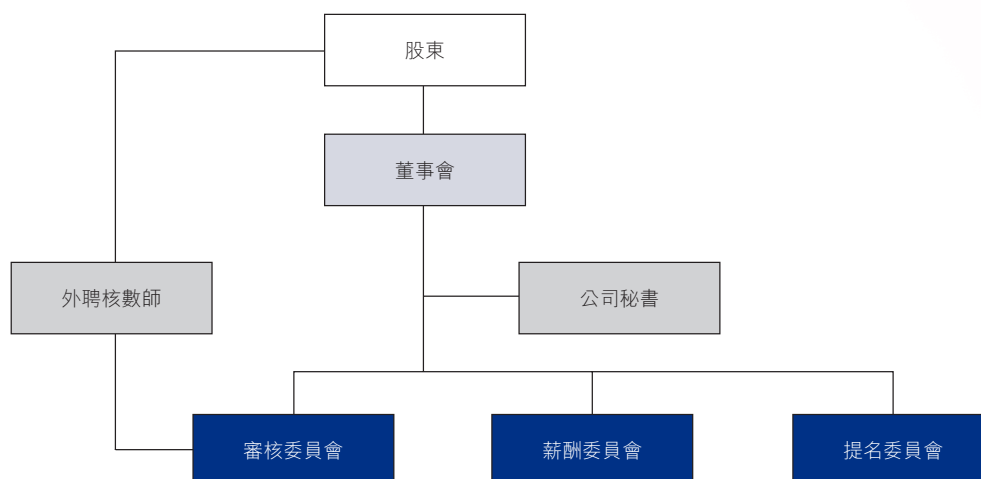 股東
董事會
外聘核數師
公司秘書
審核委員會
薪酬委員會
提名委員會